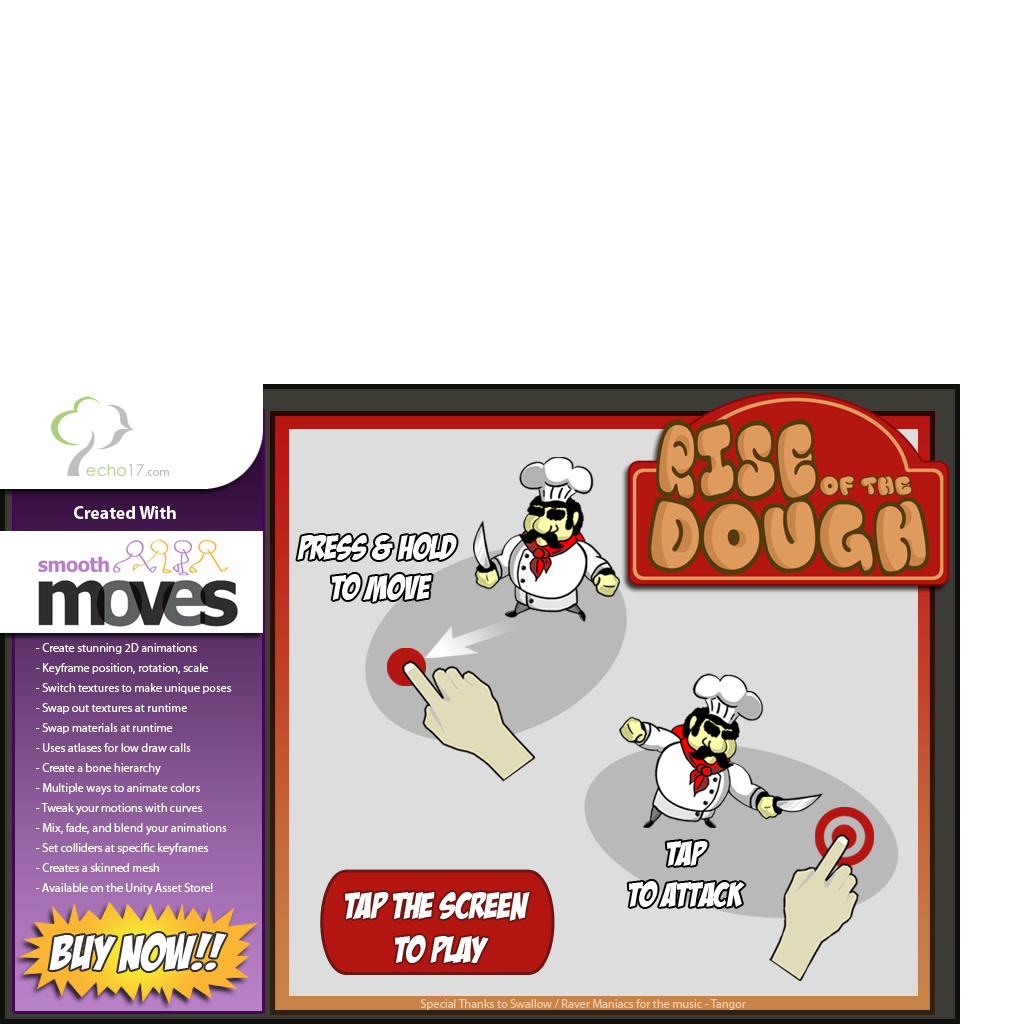 echo17.com
Created With
smooth
moves
- Create stunning 2D animations
- Keyframe position, rotation, scale
- Switch textures to make unique poses
- Swap out textures at runtime
- Swap materials at runtime
- Uses atlases for low draw calls
- Create a bone hierarchy
- Multiple ways to animate colors
- Tweak your motions with curves
- Mix, fade, and blend your animations
- Set colliders at specific keyframes
- Creates a skinned mesh
- Available on the Unity Asset Store!
BUY NOW!!
RISE OF THE
DOUGH
PRESS & HOLD
TO MOVE
TAP
TO ATTACK
TAP THE SCREEN
TO PLAY
Special Thanks to Swallow / Raver Maniacs for the music - Tangor